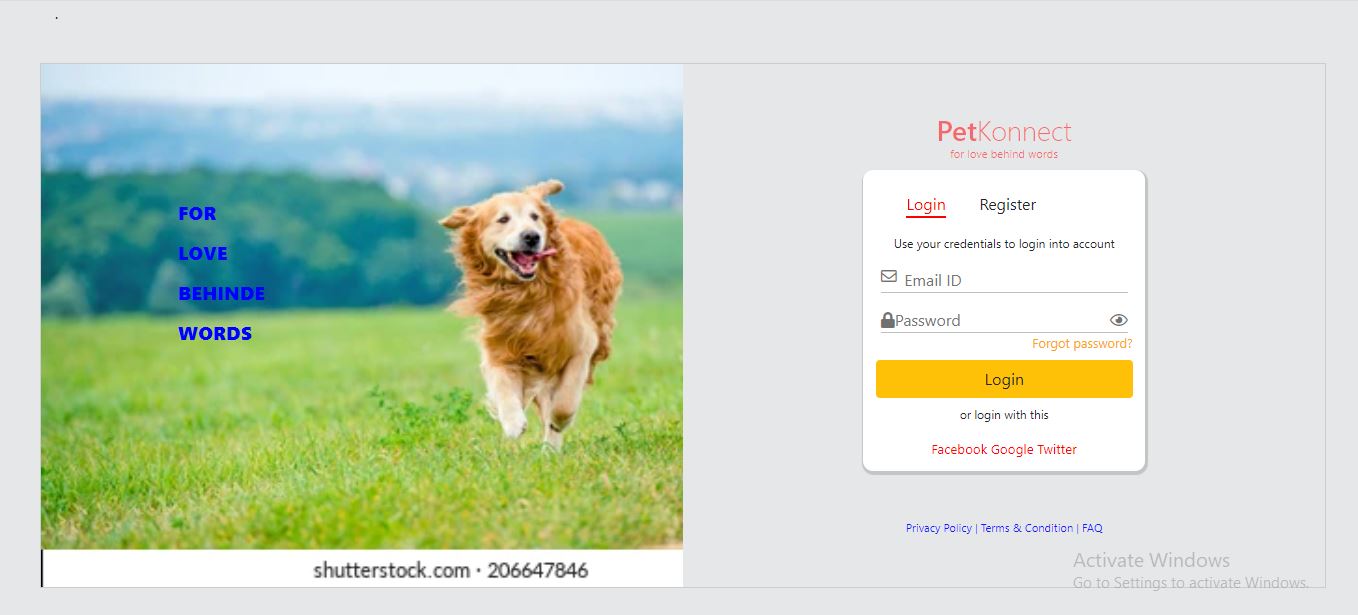 FOR
LOVE
BEHINDE
WORDS
shutterstock.com · 206647846
PetKonnect
for love behind words
Login Register
Use your credentials to login into account
Email ID
Password
Forgot password?
Login
or login with this
Facebook Google Twitter
Privacy Policy | Terms & Condition | FAQ
Activate Windows
Go to Settings to activate Windows.